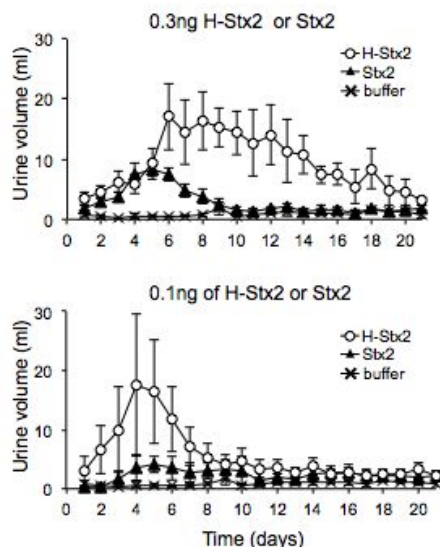 0.3ng H-Stx2 or Stx2
Urine volume (ml)
30
20
10
0
H-Stx2
Stx2
buffer
0 2 4 6 8 10 12 14 16 18 20
0.1ng of H-Stx2 or Stx2
Urine volume (ml)
30
20
10
0
H-Stx2
Stx2
buffer
0 2 4 6 8 10 12 14 16 18 20
Time (days)